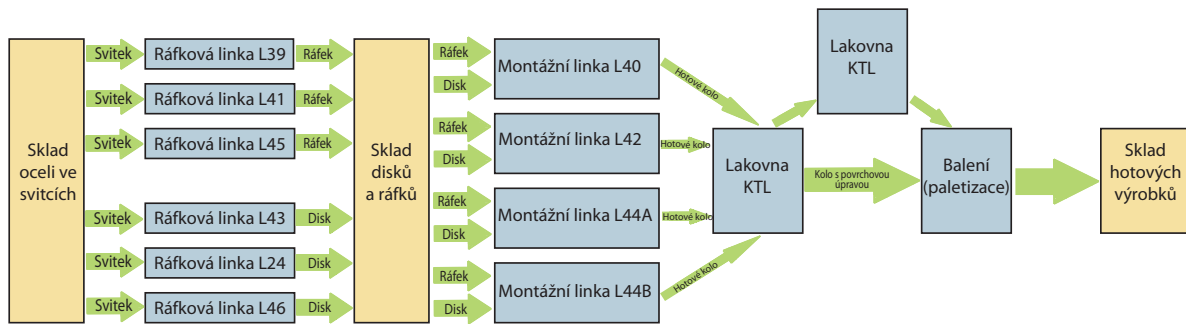 Sklad
oceli ve
svitcích
Svitek
Ráfková linka L39
Ráfek
Svitek
Ráfková linka L41
Ráfek
Svitek
Ráfková linka L45
Ráfek
Svitek
Ráfková linka L43
Disk
Svitek
Ráfková linka L24
Disk
Svitek
Ráfková linka L46
Disk
Sklad
disků
a ráfků
Ráfek
Disk
Montážní linka L40
Hotové kolo
Ráfek
Disk
Montážní linka L42
Hotové kolo
Ráfek
Disk
Montážní linka L44A
Hotové kolo
Ráfek
Disk
Montážní linka L44B
Hotové kolo
Lakovna
KTL
Lakovna
KTL
Kolo s povrchovou
úpravou
Balení
(paletizace)
Sklad
hotových
výrobků